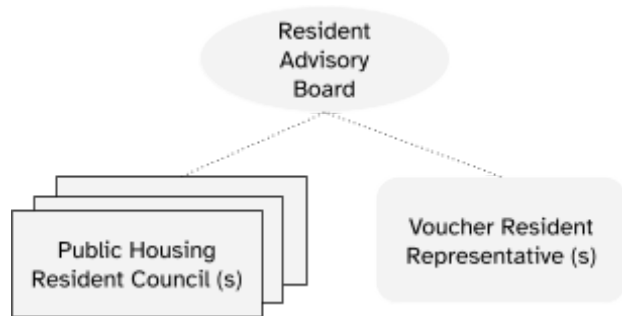 Resident
Advisory
Board
Public Housing
Resident Council (s)
Voucher Resident
Representative (s)